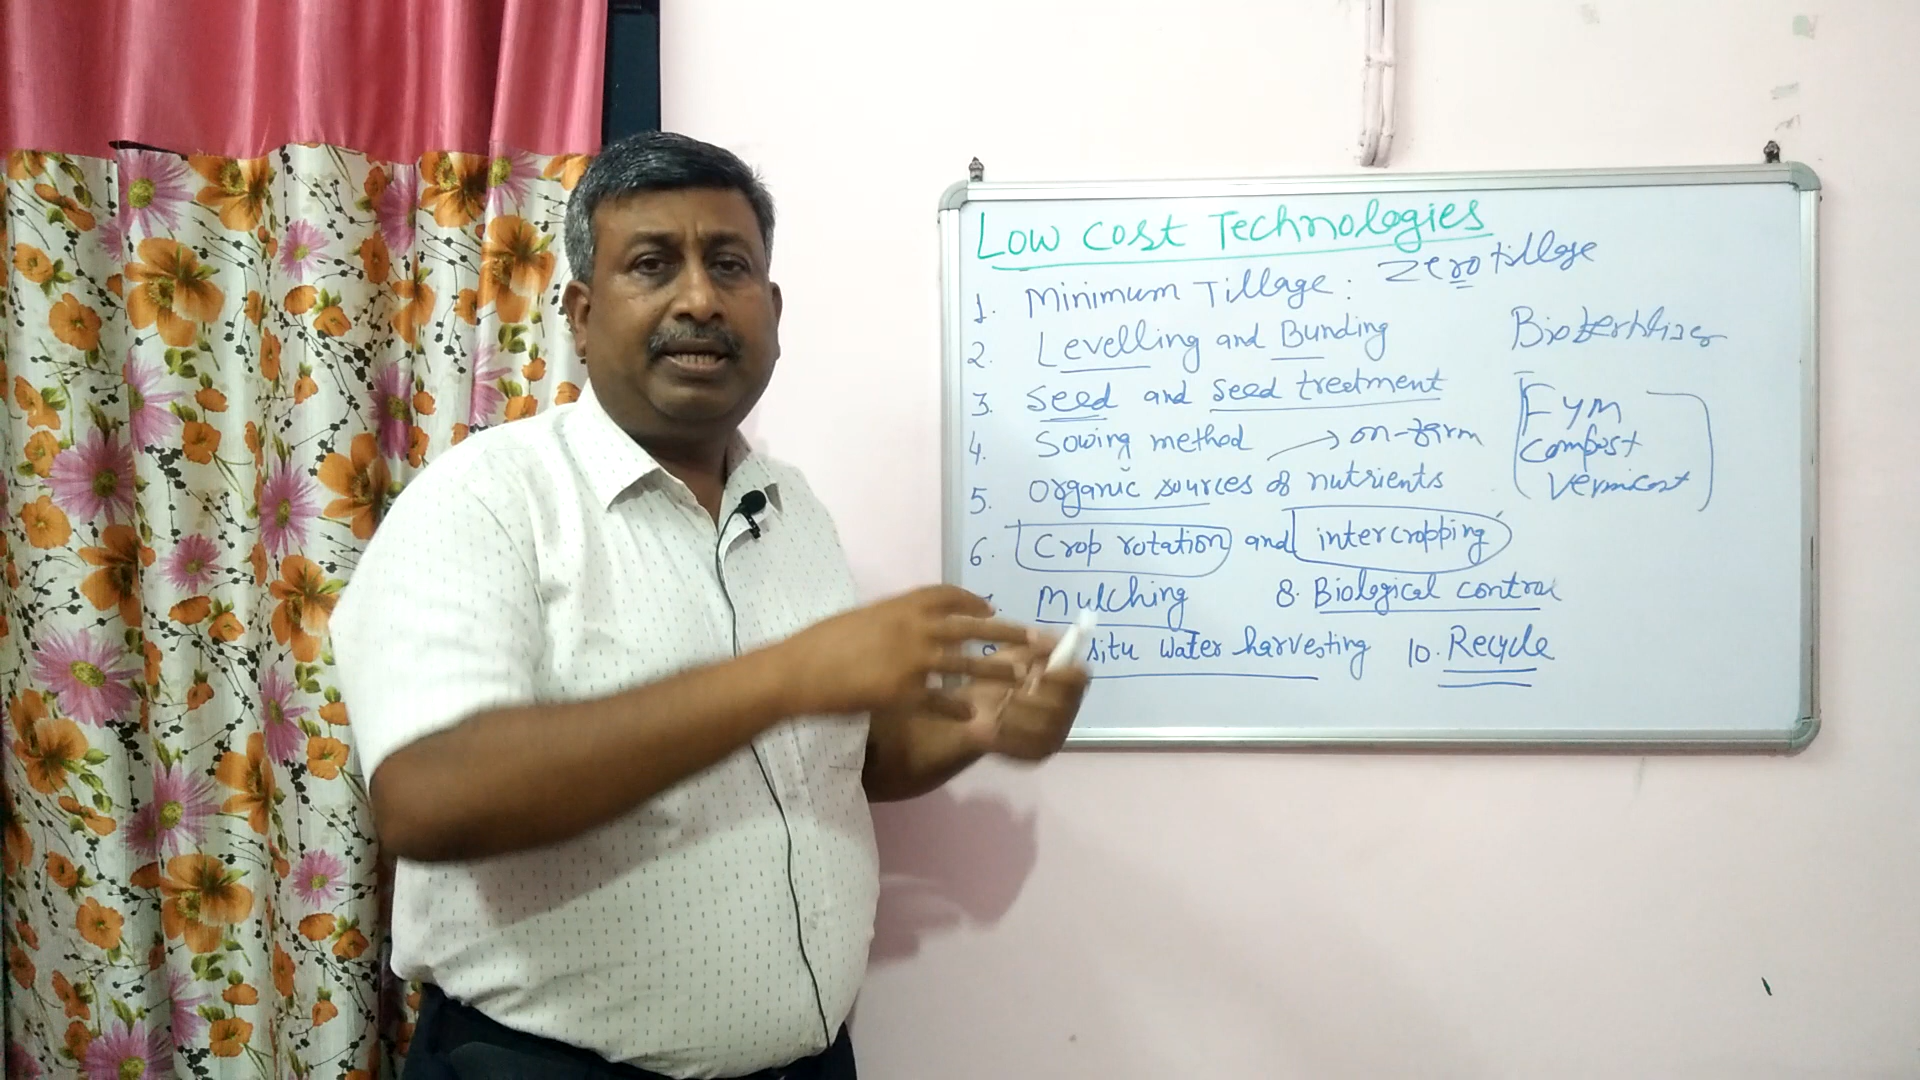 Low cost Technologies
1. Minimum Tillage: Zero tillage
2. Levelling and Bunding
3. Seed and seed treatment
4. Sowing method → on-farm
5. Organic sources of nutrients
6. Crop rotation and intercropping
Mulching 8. Biological control
situ water harvesting 10. Recycle
Biofertilizer
FYM
compost